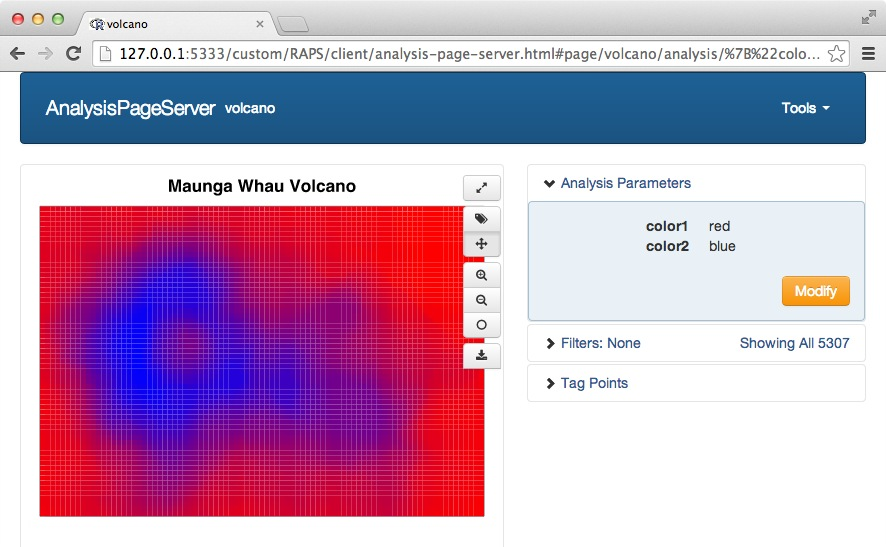 volcano
127.0.0.1:5333/custom/RAPS/client/analysis-page-server.html#page/volcano/analysis/%7B%22colo...
AnalysisPageServer volcano Tools
Maunga Whau Volcano
Analysis Parameters
color1 red
color2 blue
Modify
Filters: None Showing All 5307
Tag Points